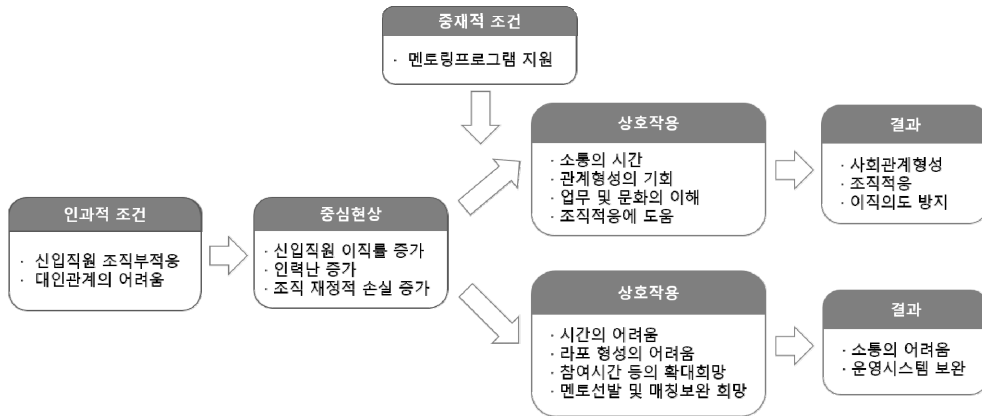 중재적 조건
· 멘토링프로그램 지원
상호작용
· 소통의 시간
· 관계형성의 기회
· 업무 및 문화의 이해
· 조직적응에 도움
결과
· 사회관계형성
· 조직적응
· 이직의도 방지
인과적 조건
· 신입직원 조직부적응
· 대인관계의 어려움
중심현상
· 신입직원 이직률 증가
· 인력난 증가
· 조직 재정적 손실 증가
상호작용
· 시간의 어려움
· 라포 형성의 어려움
· 참여시간 등의 확대희망
· 멘토선발 및 매칭보완 희망
결과
· 소통의 어려움
· 운영시스템 보완